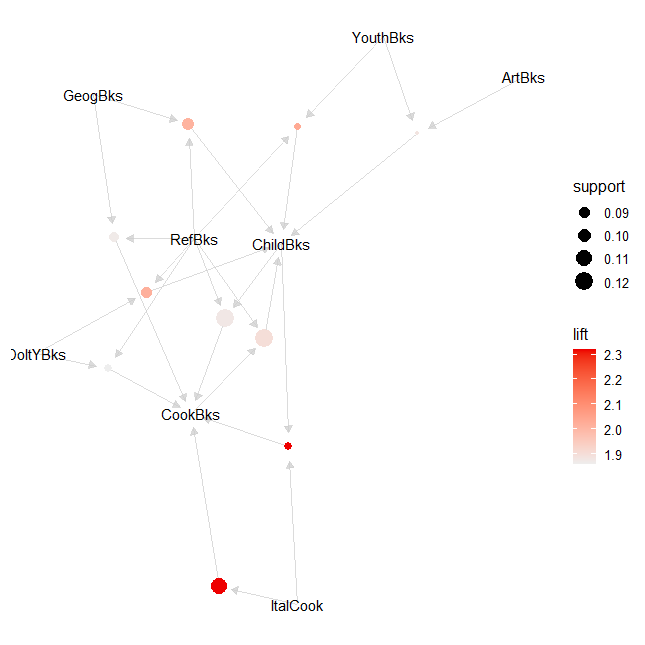 YouthBks
ArtBks
GeogBks
RefBks
ChildBks
DoItYBks
CookBks
ItalCook
support
0.09
0.10
0.11
0.12
lift
2.3
2.2
2.1
2.0
1.9